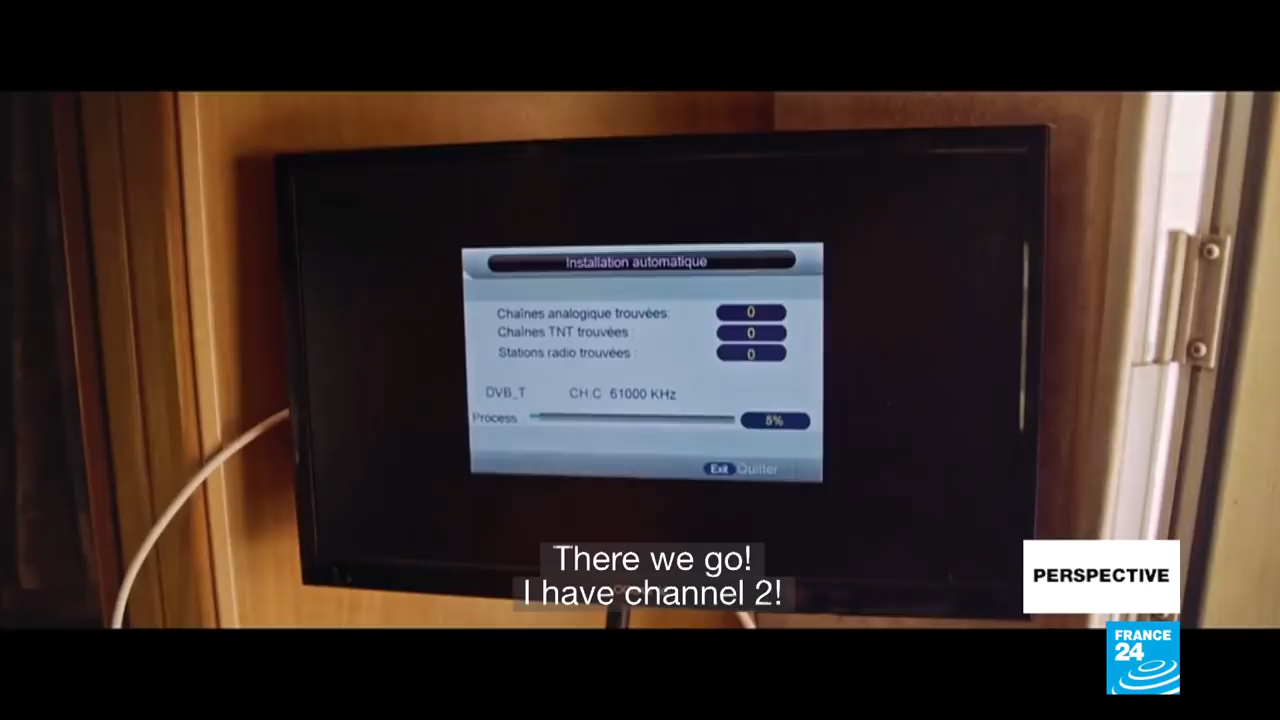 Installation automatique
Chaînes analogique trouvées: 0
Chaînes TNT trouvées : 0
Stations radio trouvées : 0
DVB_T CH:C 51000 KHz
Process 5%
Exit Quitter
There we go!
I have channel 2!
PERSPECTIVE
FRANCE
24